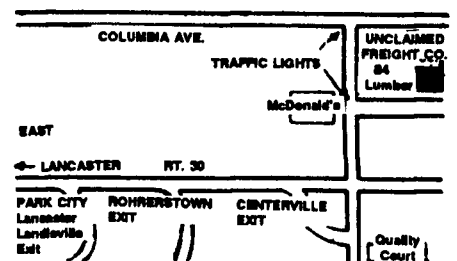 COLUMBIA AVE.
UNCLAIMED
FREIGHT CO.
84
Lumber
TRAFFIC LIGHTS
McDonald's
EAST
LANCASTER RT. 30
PARK CITY
Lancaster
Landisville
Exit
ROHRERSTOWN
EXIT
CENTERVILLE
EXIT
Quality
Court